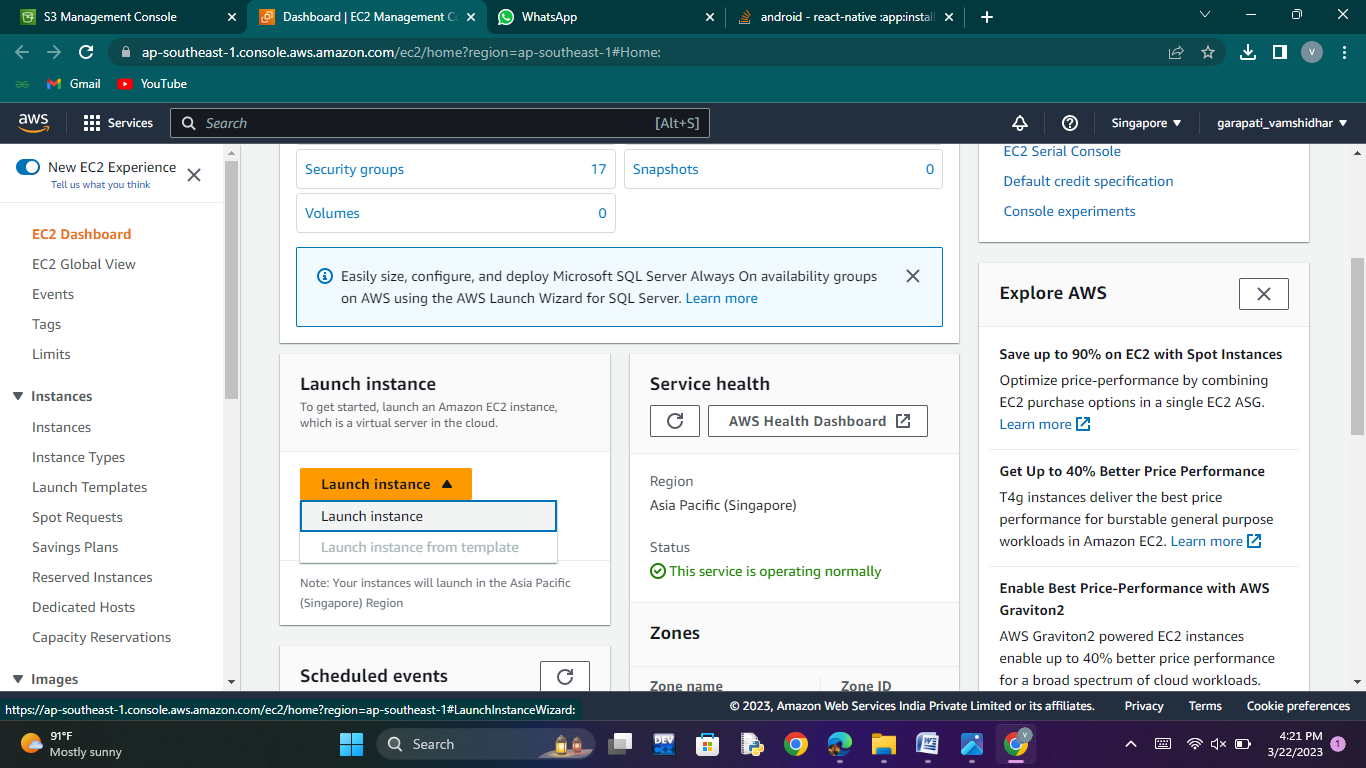 S3 Management Console
Dashboard | EC2 Management Co
WhatsApp
android - react-native :app:install
ap-southeast-1.console.aws.amazon.com/ec2/home?region=ap-southeast-1#Home:
V
Gmail
YouTube
aws
Services
Search
[Alt+S]
Singapore
garapati_vamshidhar
New EC2 Experience
Tell us what you think
EC2 Dashboard
EC2 Global View
Events
Tags
Limits
Instances
Instances
Instance Types
Launch Templates
Spot Requests
Savings Plans
Reserved Instances
Dedicated Hosts
Capacity Reservations
Images
Security groups 17
Snapshots 0
Volumes 0
Easily size, configure, and deploy Microsoft SQL Server Always On availability groups
on AWS using the AWS Launch Wizard for SQL Server. Learn more
Launch instance
To get started, launch an Amazon EC2 instance,
which is a virtual server in the cloud.
Launch instance
Launch instance
Launch instance from template
Note: Your instances will launch in the Asia Pacific
(Singapore) Region
Scheduled events
Service health
AWS Health Dashboard
Region
Asia Pacific (Singapore)
Status
This service is operating normally
Zones
Zone name
Zone ID
EC2 Serial Console
Default credit specification
Console experiments
Explore AWS
Save up to 90% on EC2 with Spot Instances
Optimize price-performance by combining
EC2 purchase options in a single EC2 ASG.
Learn more
Get Up to 40% Better Price Performance
T4g instances deliver the best price
performance for burstable general purpose
workloads in Amazon EC2. Learn more
Enable Best Price-Performance with AWS
Graviton2
AWS Graviton2 powered EC2 instances
enable up to 40% better price performance
for a broad spectrum of cloud workloads.
https://ap-southeast-1.console.aws.amazon.com/ec2/home?region=ap-southeast-1#LaunchInstanceWizard:
© 2023, Amazon Web Services India Private Limited or its affiliates.
Privacy
Terms
Cookie preferences
91°F
Mostly sunny
Search
DEV
V
4:21 PM
3/22/2023
1